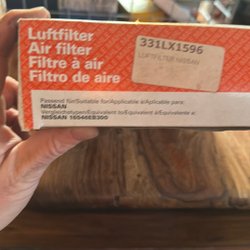 Luftfilter
Air filter
Filtre à air
Filtro de aire
331LX1596
LUFTFILTER NISSAN
Passend für/Suitable for/Applicable à/Aplicable para:
NISSAN
Vergleichstypen/Equivalent to/Equivalent à/Equivalente a:
NISSAN 16546EB300